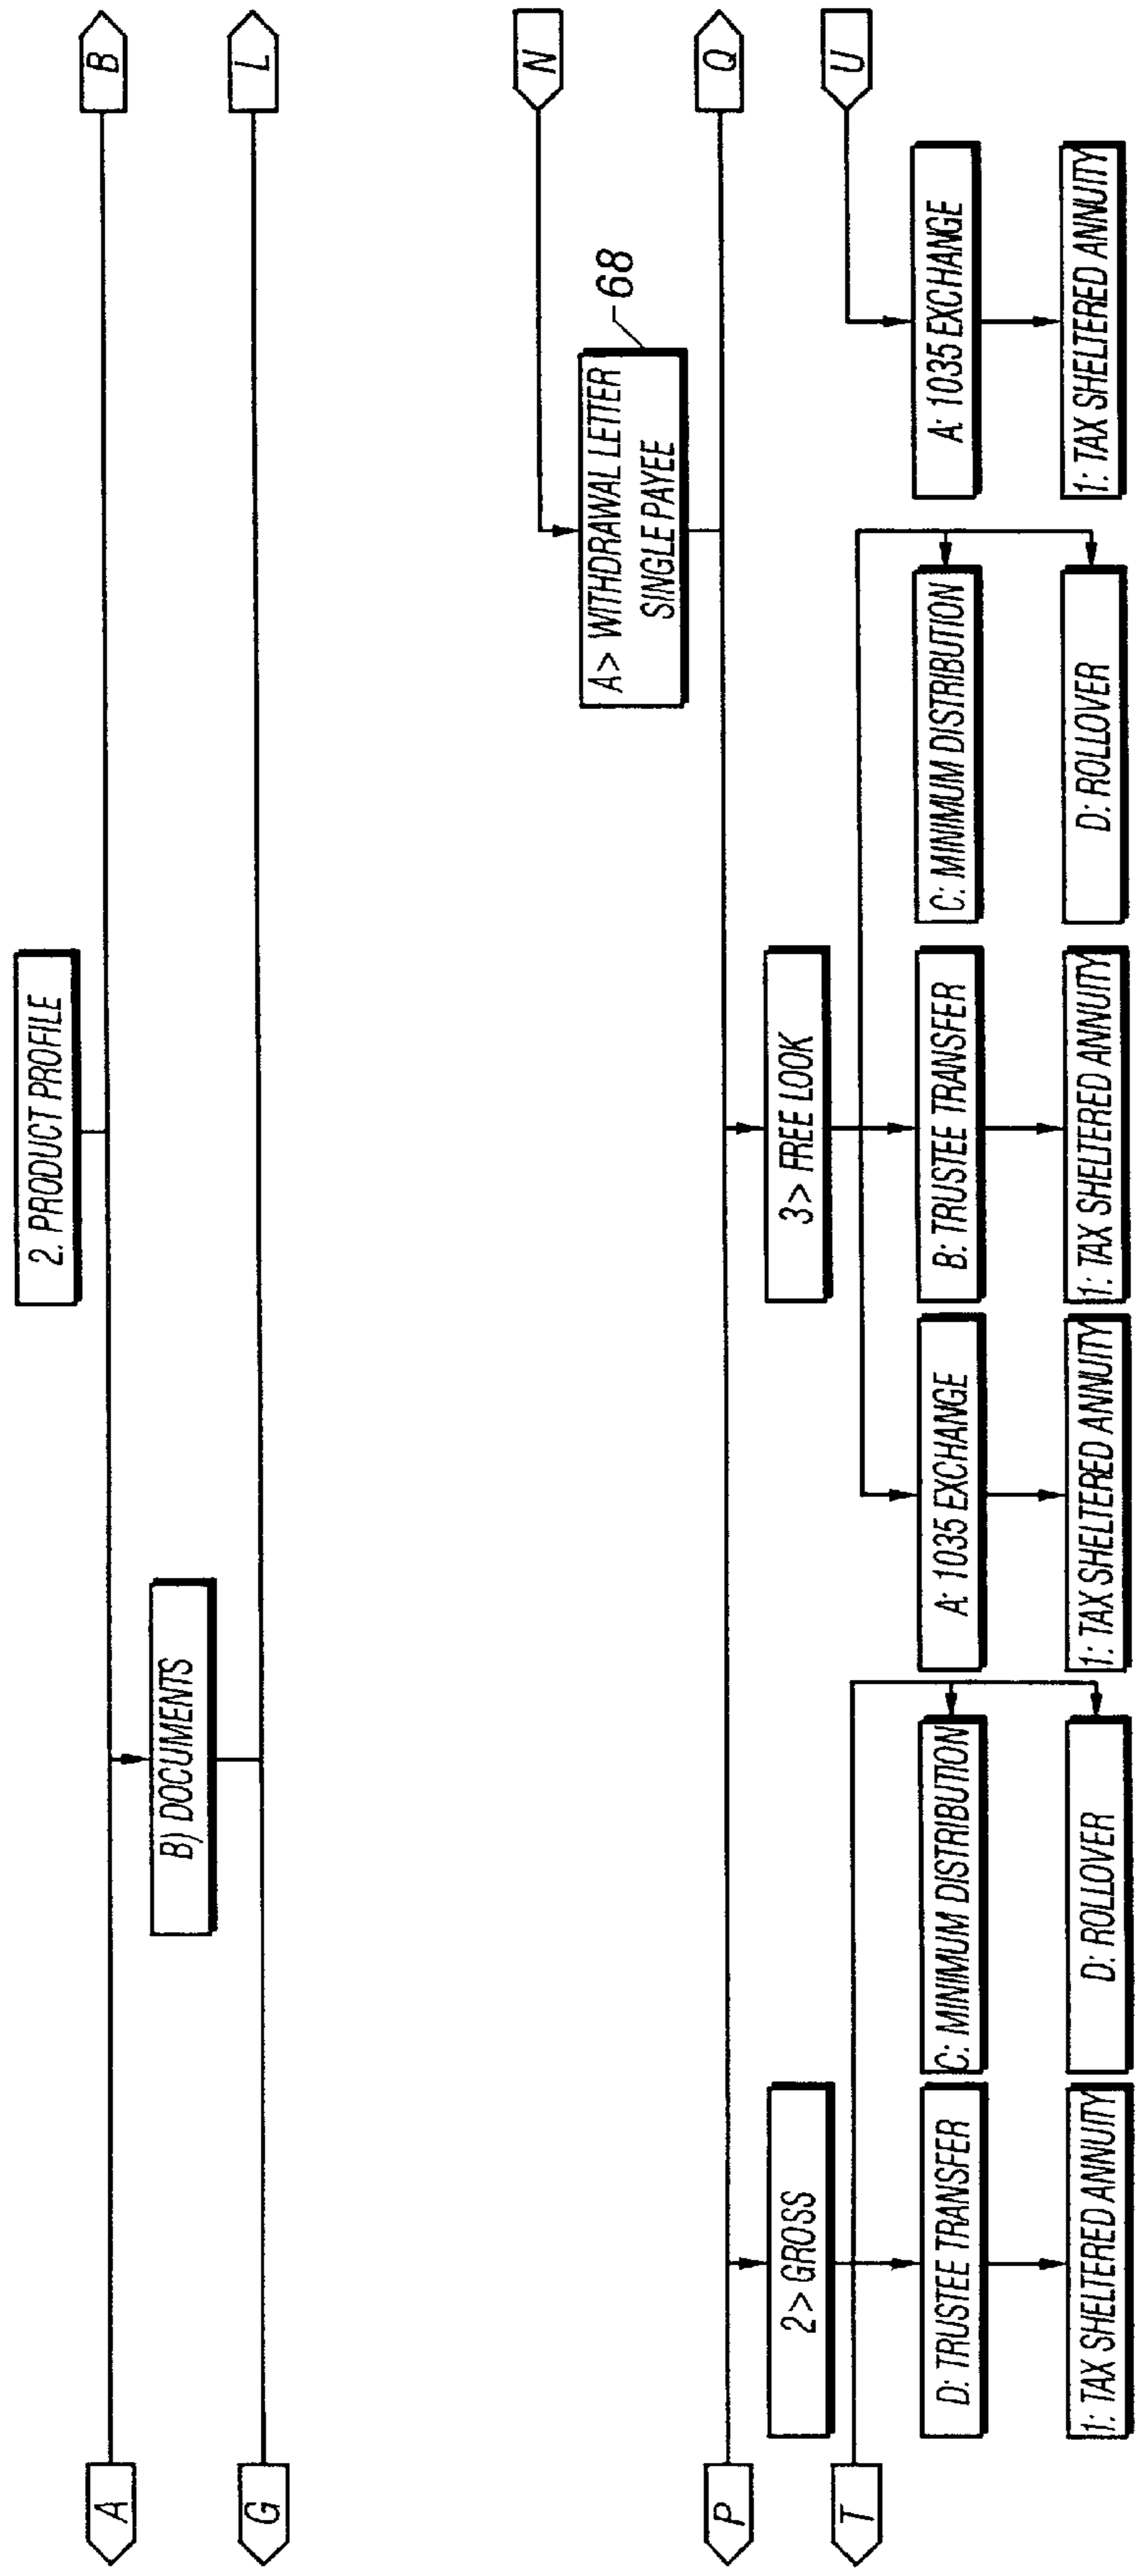 2. PRODUCT PROFILE
A
B
B) DOCUMENTS
G
L
N
A> WITHDRAWAL LETTER
SINGLE PAYEE
68
P
Q
2> GROSS
3> FREE LOOK
T
U
D: TRUSTEE TRANSFER
C: MINIMUM DISTRIBUTION
A: 1035 EXCHANGE
B: TRUSTEE TRANSFER
C: MINIMUM DISTRIBUTION
A: 1035 EXCHANGE
1: TAX SHELTERED ANNUITY
D: ROLLOVER
1: TAX SHELTERED ANNUITY
1: TAX SHELTERED ANNUITY
D: ROLLOVER
1: TAX SHELTERED ANNUITY